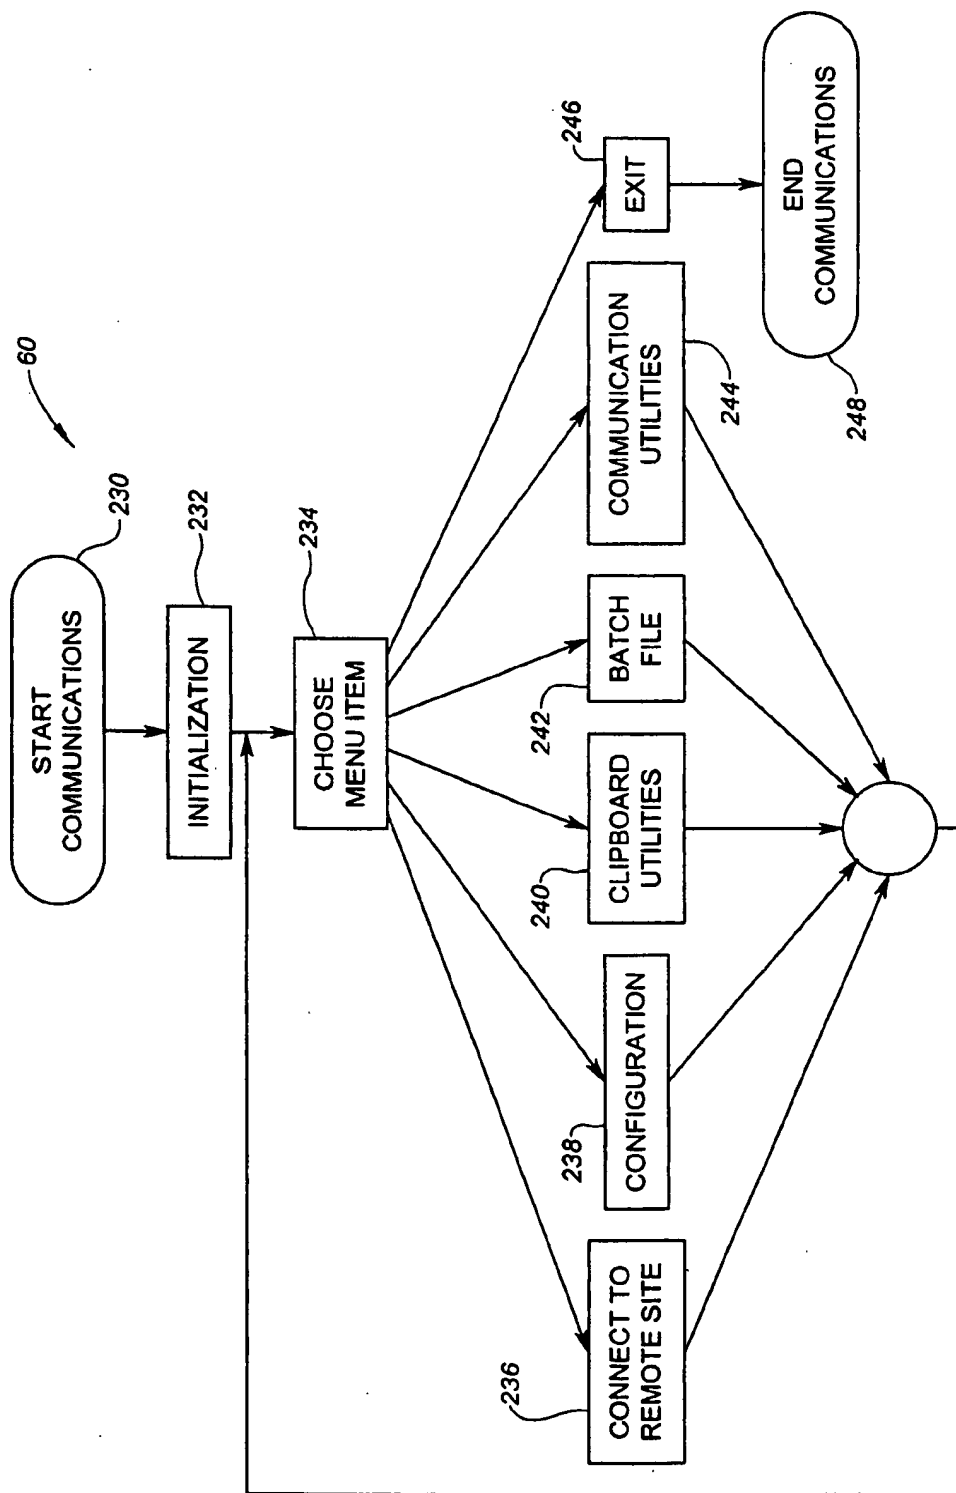 60
START
COMMUNICATIONS
230
INITIALIZATION
232
CHOOSE
MENU ITEM
234
236
CONNECT TO
REMOTE SITE
238
CONFIGURATION
240
CLIPBOARD
UTILITIES
242
BATCH
FILE
COMMUNICATION
UTILITIES
244
246
EXIT
END
COMMUNICATIONS
248